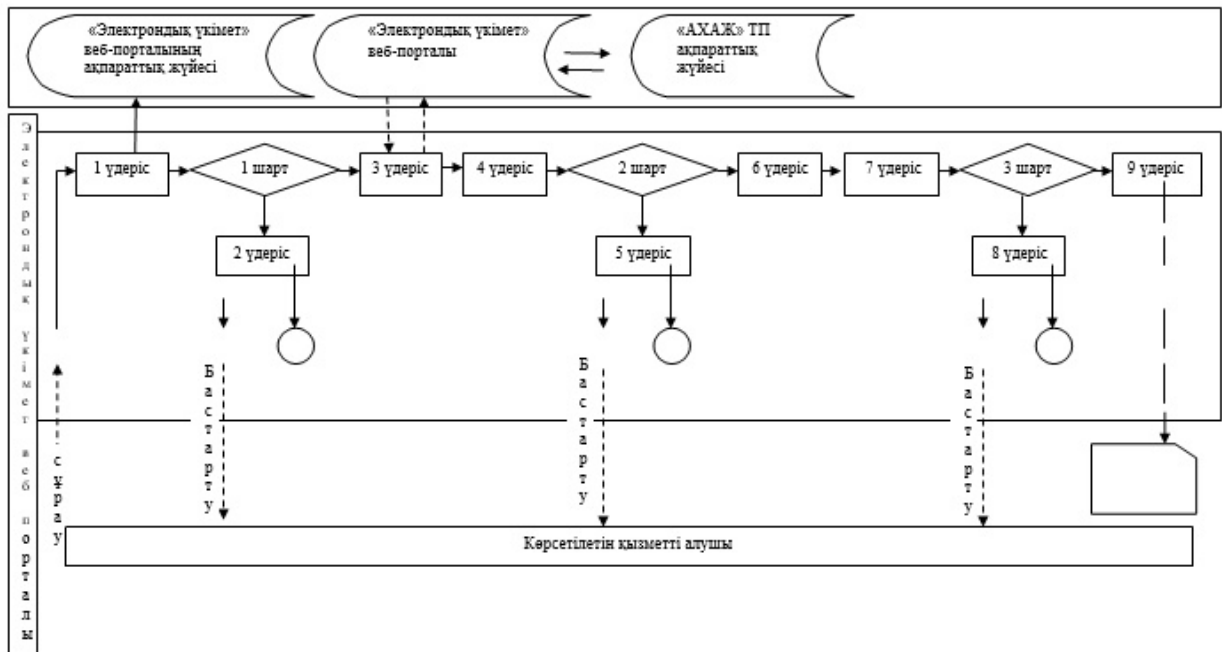 «Электрондық үкімет»
веб-порталының
ақпараттық жүйесі
«Электрондық үкімет»
веб-порталы
«АХАЖ» ТП
ақпараттық
жүйесі
Электрондық үкімет веб порталы
1 үдеріс
1 шарт
3 үдеріс
4 үдеріс
2 шарт
6 үдеріс
7 үдеріс
3 шарт
9 үдеріс
2 үдеріс
5 үдеріс
8 үдеріс
сұрау
Бастарту
Бастарту
Бастарту
Көрсетілетін қызметті алушы